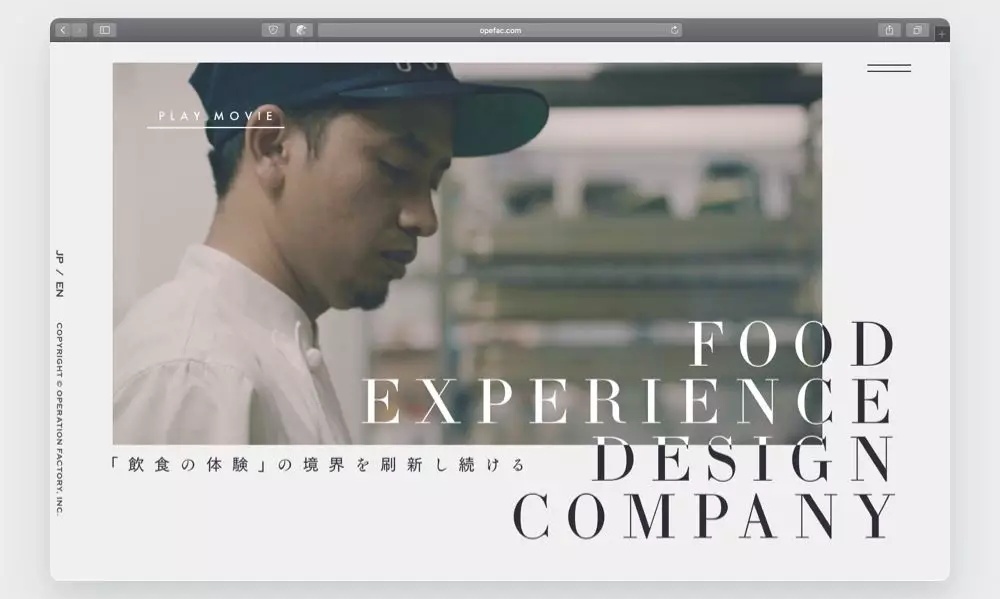 opefac.com
PLAY MOVIE
JP / EN
COPYRIGHT © OPERATION FACTORY, INC.
FOOD
EXPERIENCE
DESIGN
COMPANY
「飲食の体験」の境界を刷新し続ける